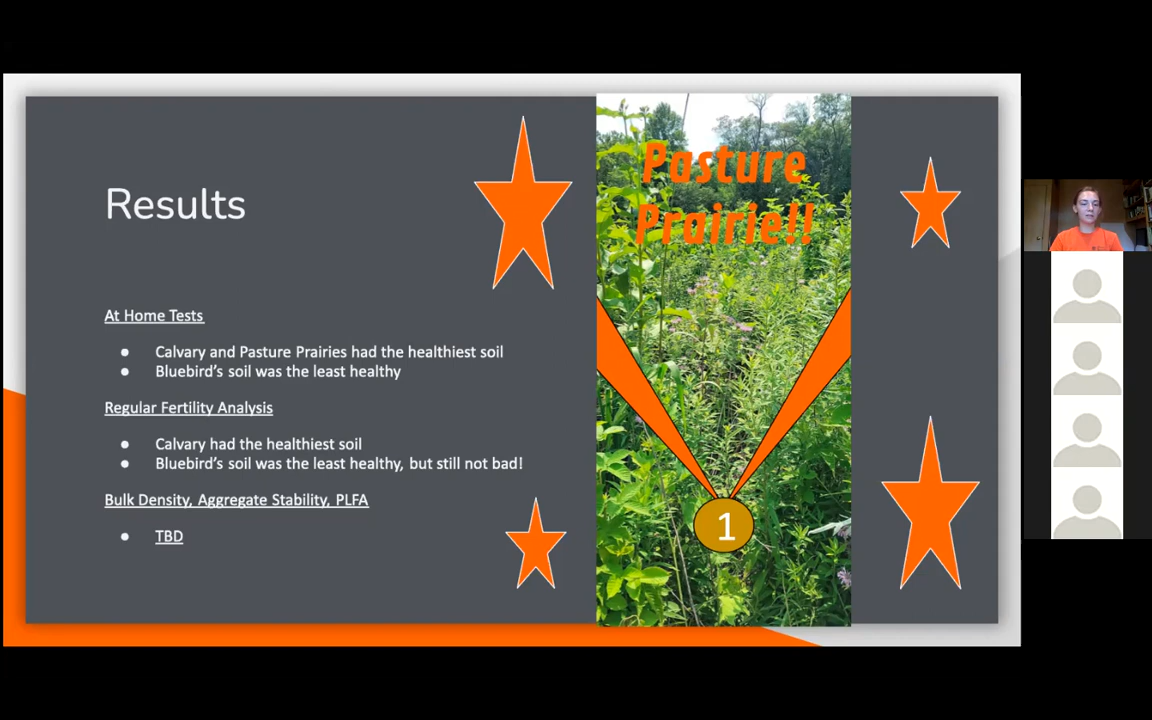 Results
At Home Tests
● Calvary and Pasture Prairies had the healthiest soil
● Bluebird's soil was the least healthy
Regular Fertility Analysis
● Calvary had the healthiest soil
● Bluebird's soil was the least healthy, but still not bad!
Bulk Density, Aggregate Stability, PLFA
● TBD
Pasture
Prairie!!
1